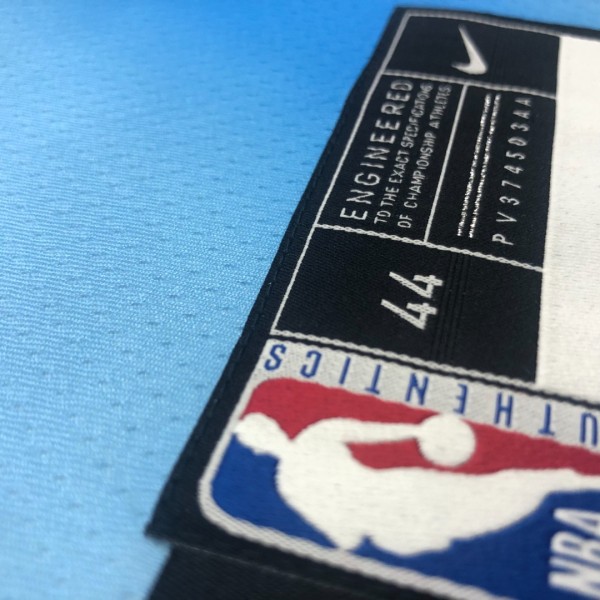 ENGINEERED
TO THE EXACT SPECIFICATIONS
OF CHAMPIONSHIP ATHLETES.
PV374503AA
44
UTHENTICS
NBA